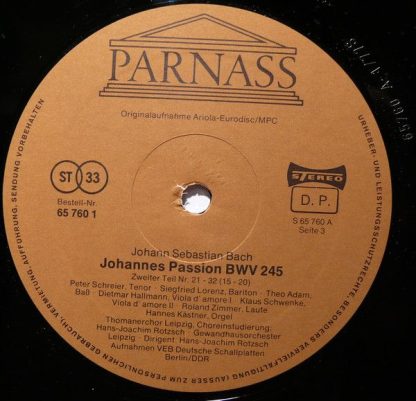 PARNASS
Originalaufnahme Ariola-Eurodisc/MPC
ST 33
Bestell-Nr.
65 760 1
STEREO
D. P.
S 65 760 A
Seite 3
Johann Sebastian Bach
Johannes Passion BWV 245
Zweiter Teil Nr. 21 - 32 (15 - 20)
Peter Schreier, Tenor · Siegfried Lorenz, Bariton · Theo Adam,
Baß · Dietmar Hallmann, Viola d' amore I · Klaus Schwenke,
Viola d' amore II · Roland Zimmer, Laute
Hannes Kästner, Orgel
Thomanerchor Leipzig, Choreinstudierung:
Hans-Joachim Rotzsch · Gewandhausorchester
Leipzig · Dirigent: Hans-Joachim Rotzsch
Aufnahmen VEB Deutsche Schallplatten
Berlin/DDR
URHEBER- UND LEISTUNGSSCHUTZRECHTE, BESONDERS VERVIELFÄLTIGUNG (AUSSER ZUM PERSÖNLICHEN GEBRAUCH), VERMIETUNG, AUFFÜHRUNG, SENDUNG VORBEHALTEN